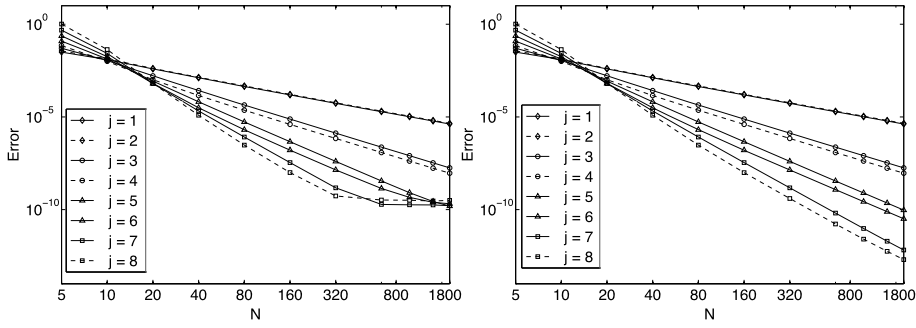 10^0
10^-5
10^-10
Error
j = 1
j = 2
j = 3
j = 4
j = 5
j = 6
j = 7
j = 8
5 10 20 40 80 160 320 800 1800
N
10^0
10^-5
10^-10
Error
j = 1
j = 2
j = 3
j = 4
j = 5
j = 6
j = 7
j = 8
5 10 20 40 80 160 320 800 1800
N